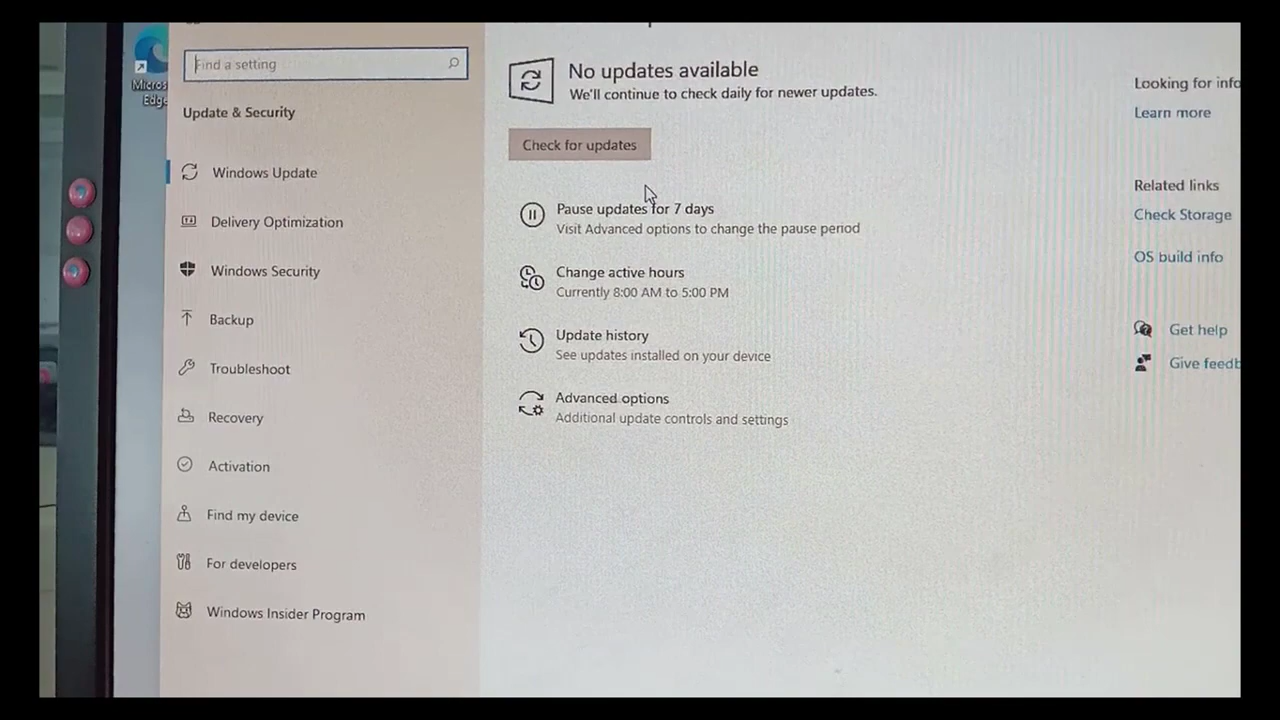 Micros
Edge
Find a setting
Update & Security
Windows Update
Delivery Optimization
Windows Security
Backup
Troubleshoot
Recovery
Activation
Find my device
For developers
Windows Insider Program
No updates available
We'll continue to check daily for newer updates.
Check for updates
Pause updates for 7 days
Visit Advanced options to change the pause period
Change active hours
Currently 8:00 AM to 5:00 PM
Update history
See updates installed on your device
Advanced options
Additional update controls and settings
Looking for info
Learn more
Related links
Check Storage
OS build info
Get help
Give feedb